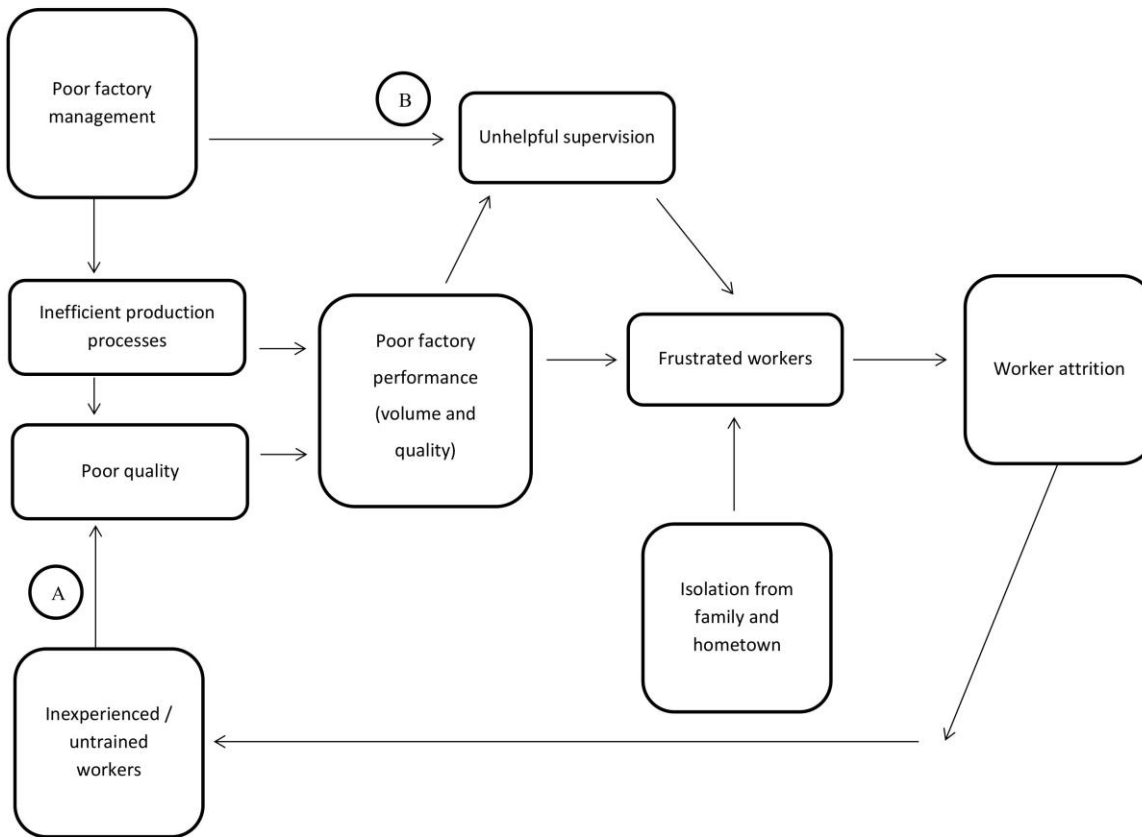 Poor factory
management
B
Unhelpful supervision
Inefficient production
processes
Poor factory
performance
(volume and
quality)
Frustrated workers
Worker attrition
Poor quality
A
Isolation from
family and
hometown
Inexperienced /
untrained
workers